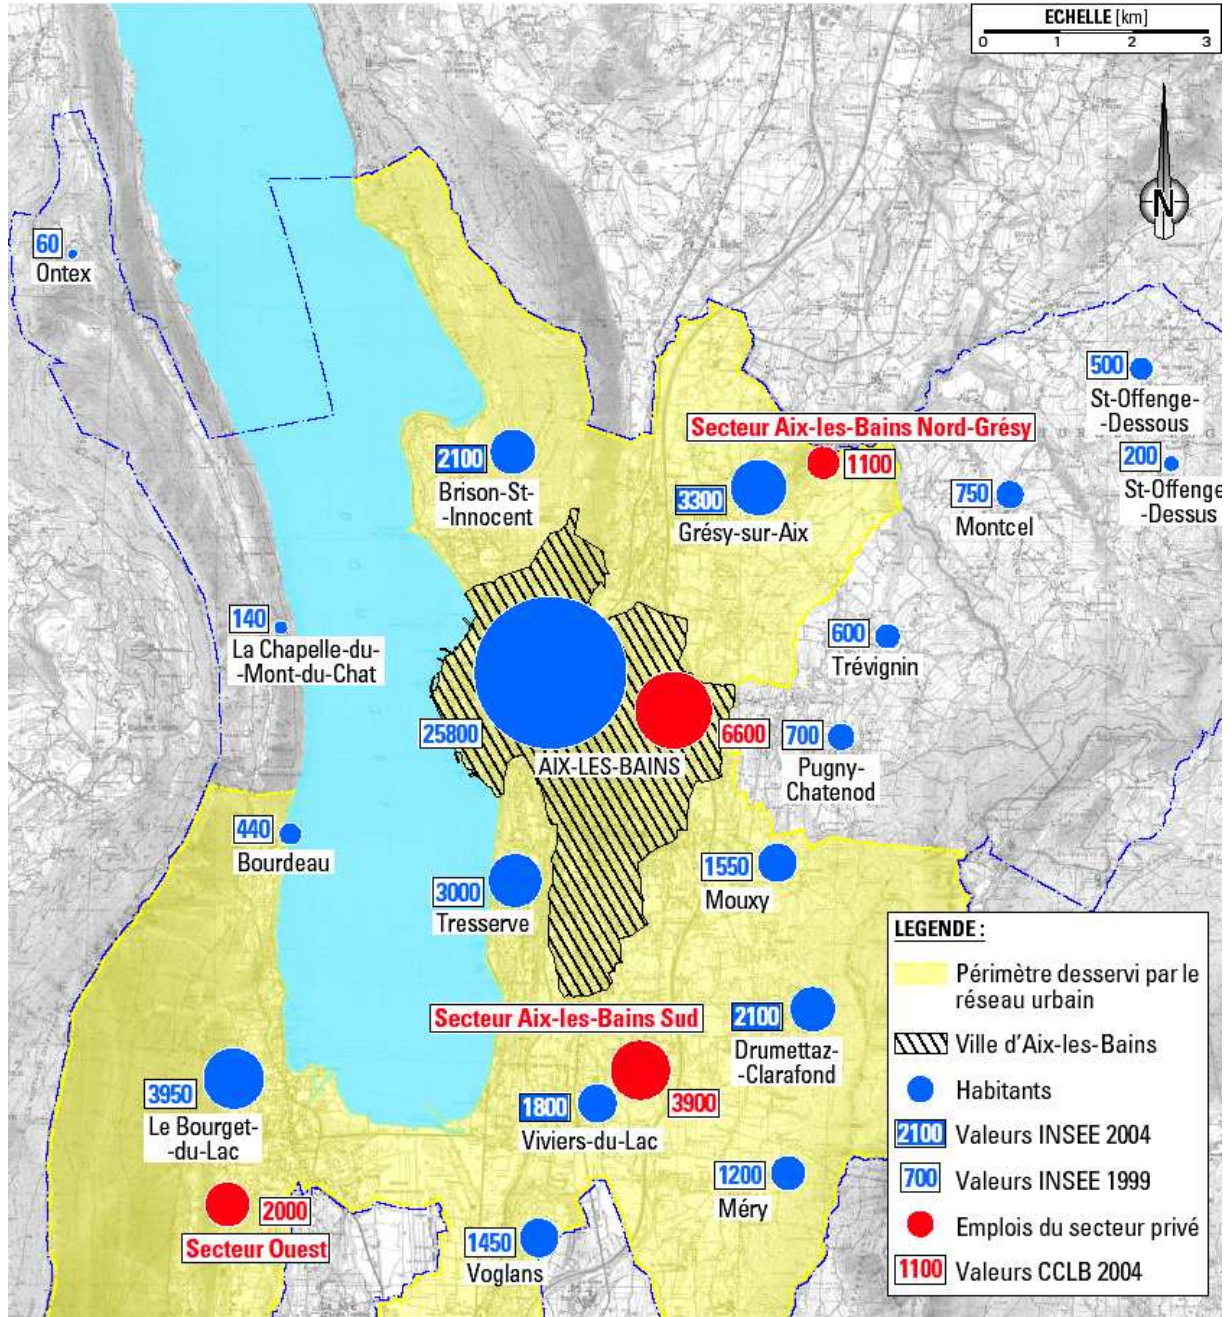 ECHELLE [km]
0 1 2 3
N
60
Ontex
500
St-Offenge-
-Dessous
Secteur Aix-les-Bains Nord-Grésy
2100
Brison-St-
-Innocent
1100
3300
Grésy-sur-Aix
200
St-Offenge
-Dessus
750
Montcel
140
La Chapelle-du-
-Mont-du-Chat
600
Trévignin
25800
AIX-LES-BAINS
6600
700
Pugny-
Chatenod
440
Bourdeau
3000
Tresserve
1550
Mouxy
Secteur Aix-les-Bains Sud
2100
Drumettaz-
-Clarafond
3950
Le Bourget-
-du-Lac
1800
Viviers-du-Lac
3900
1200
Méry
2000
Secteur Ouest
1450
Voglans
LEGENDE :
Périmètre desservi par le
réseau urbain
Ville d'Aix-les-Bains
Habitants
2100 Valeurs INSEE 2004
700 Valeurs INSEE 1999
Emplois du secteur privé
1100 Valeurs CCLB 2004